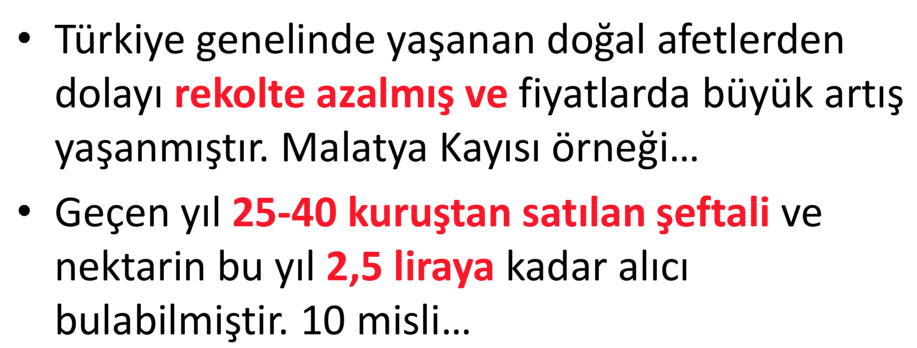 • Türkiye genelinde yaşanan doğal afetlerden
dolayı rekolte azalmış ve fiyatlarda büyük artış
yaşanmıştır. Malatya Kayısı örneği...
• Geçen yıl 25-40 kuruştan satılan şeftali ve
nektarin bu yıl 2,5 liraya kadar alıcı
bulabilmiştir. 10 misli...